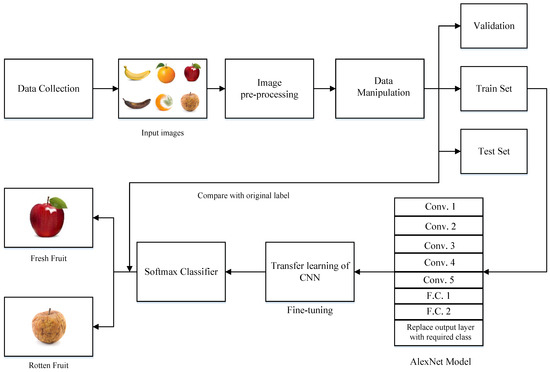 Data Collection
Input images
Image
pre-processing
Data
Manipulation
Validation
Train Set
Test Set
Compare with original label
Fresh Fruit
Rotten Fruit
Softmax Classifier
Transfer learning of
CNN
Fine-tuning
Conv. 1
Conv. 2
Conv. 3
Conv. 4
Conv. 5
F.C. 1
F.C. 2
Replace output layer
with required class
AlexNet Model